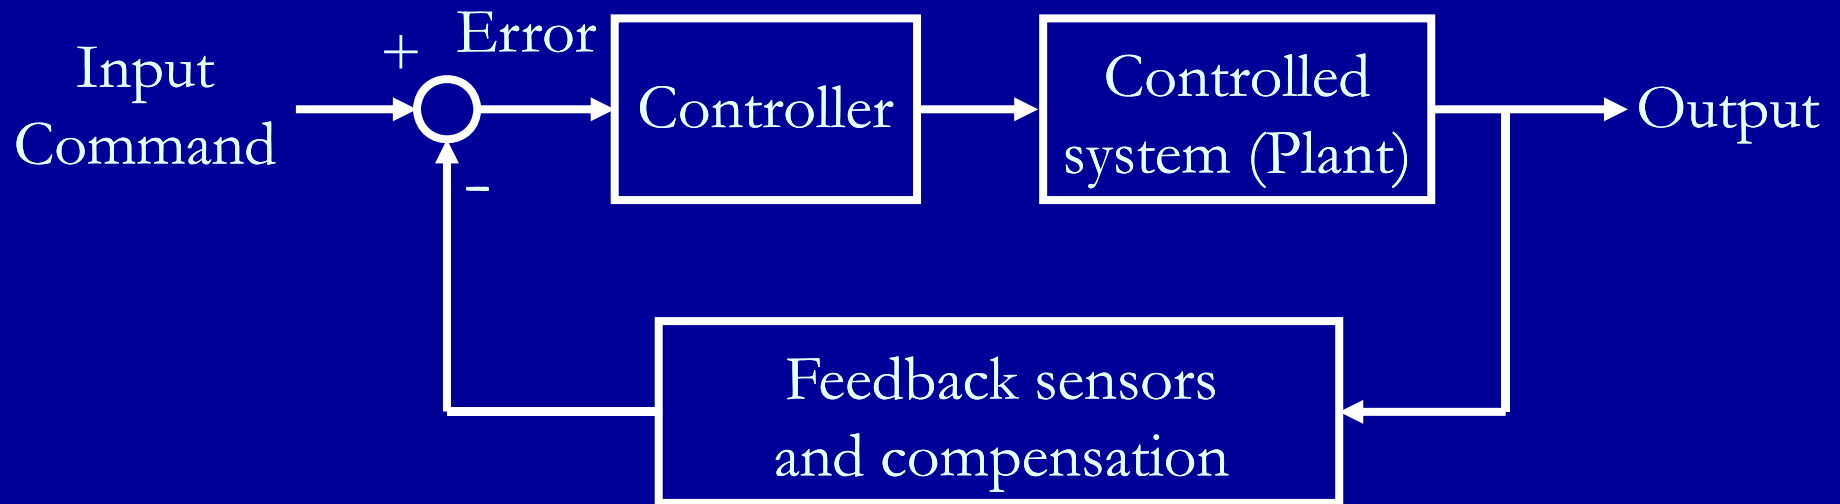 Input
Command
+
Error
-
Controller
Controlled
system (Plant)
Output
Feedback sensors
and compensation